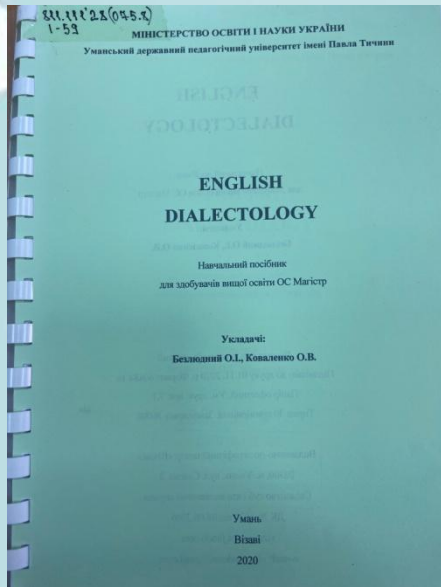 811.111'28(075.8)
І-59
МІНІСТЕРСТВО ОСВІТИ І НАУКИ УКРАЇНИ
Уманський державний педагогічний університет імені Павла Тичини
ENGLISH
DIALECTOLOGY
Навчальний посібник
для здобувачів вищої освіти ОС Магістр
Укладачі:
Безлюдний О.І., Коваленко О.В.
Умань
Візаві
2020